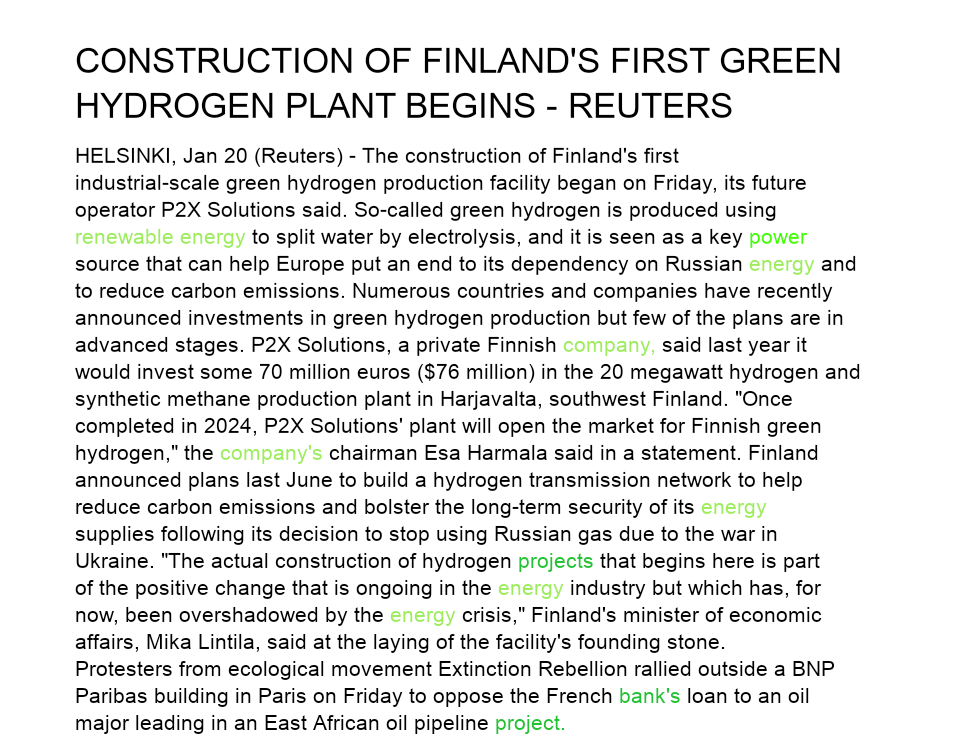 CONSTRUCTION OF FINLAND'S FIRST GREEN
HYDROGEN PLANT BEGINS - REUTERS
HELSINKI, Jan 20 (Reuters) - The construction of Finland's first
industrial-scale green hydrogen production facility began on Friday, its future
operator P2X Solutions said. So-called green hydrogen is produced using
renewable energy to split water by electrolysis, and it is seen as a key power
source that can help Europe put an end to its dependency on Russian energy and
to reduce carbon emissions. Numerous countries and companies have recently
announced investments in green hydrogen production but few of the plans are in
advanced stages. P2X Solutions, a private Finnish company, said last year it
would invest some 70 million euros ($76 million) in the 20 megawatt hydrogen and
synthetic methane production plant in Harjavalta, southwest Finland. "Once
completed in 2024, P2X Solutions' plant will open the market for Finnish green
hydrogen," the company's chairman Esa Harmala said in a statement. Finland
announced plans last June to build a hydrogen transmission network to help
reduce carbon emissions and bolster the long-term security of its energy
supplies following its decision to stop using Russian gas due to the war in
Ukraine. "The actual construction of hydrogen projects that begins here is part
of the positive change that is ongoing in the energy industry but which has, for
now, been overshadowed by the energy crisis," Finland's minister of economic
affairs, Mika Lintila, said at the laying of the facility's founding stone.
Protesters from ecological movement Extinction Rebellion rallied outside a BNP
Paribas building in Paris on Friday to oppose the French bank's loan to an oil
major leading in an East African oil pipeline project.